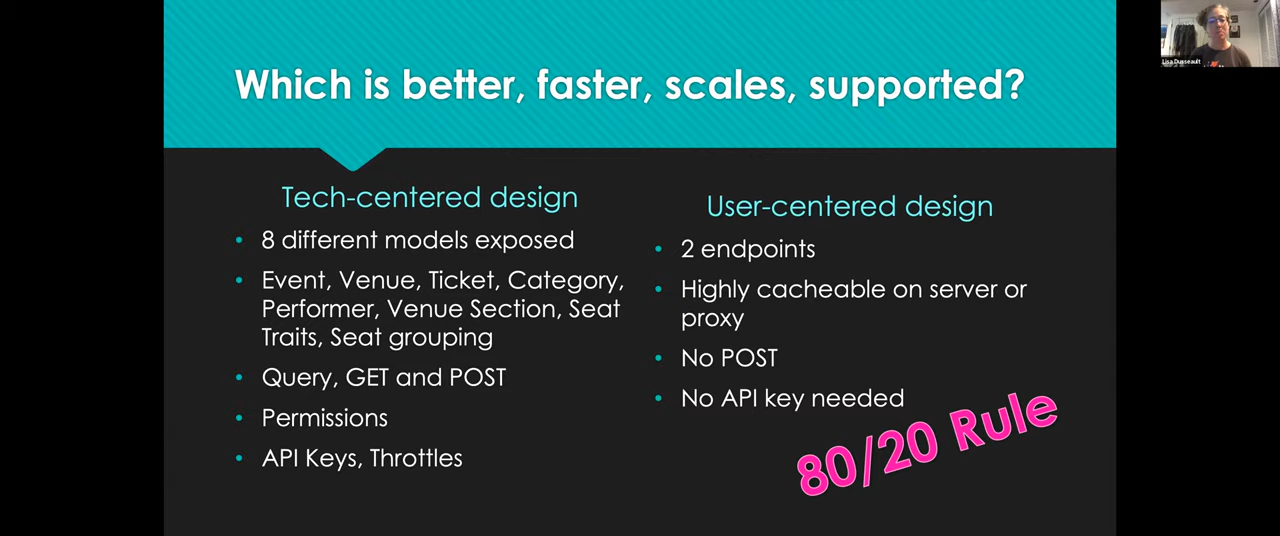 Which is better, faster, scales, supported?
Tech-centered design
• 8 different models exposed
• Event, Venue, Ticket, Category,
Performer, Venue Section, Seat
Traits, Seat grouping
• Query, GET and POST
• Permissions
• API Keys, Throttles
User-centered design
• 2 endpoints
• Highly cacheable on server or
proxy
• No POST
• No API key needed
80/20 Rule
Lisa Dusseault